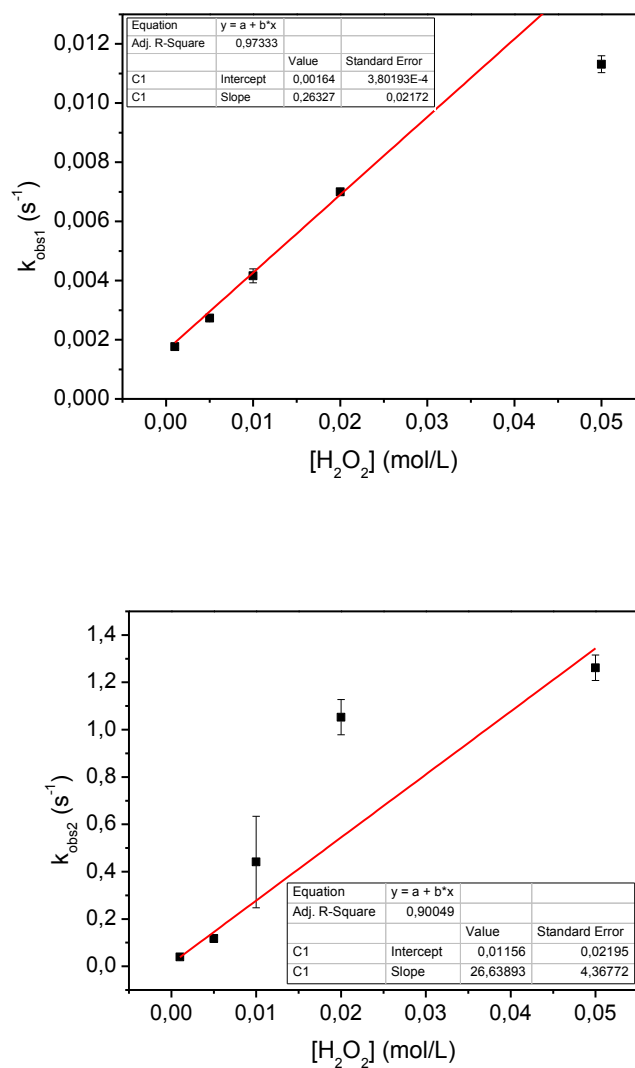 Equation y = a + b*x
Adj. R-Square 0,97333
Value Standard Error
C1 Intercept 0,00164 3,80193E-4
C1 Slope 0,26327 0,02172
0,012
0,010
0,008
0,006
0,004
0,002
0,000
k_obs1 (s^-1)
0,00 0,01 0,02 0,03 0,04 0,05
[H₂O₂] (mol/L)
1,4
1,2
1,0
0,8
0,6
0,4
0,2
0,0
k_obs2 (s^-1)
Equation y = a + b*x
Adj. R-Square 0,90049
Value Standard Error
C1 Intercept 0,01156 0,02195
C1 Slope 26,63893 4,36772
0,00 0,01 0,02 0,03 0,04 0,05
[H₂O₂] (mol/L)